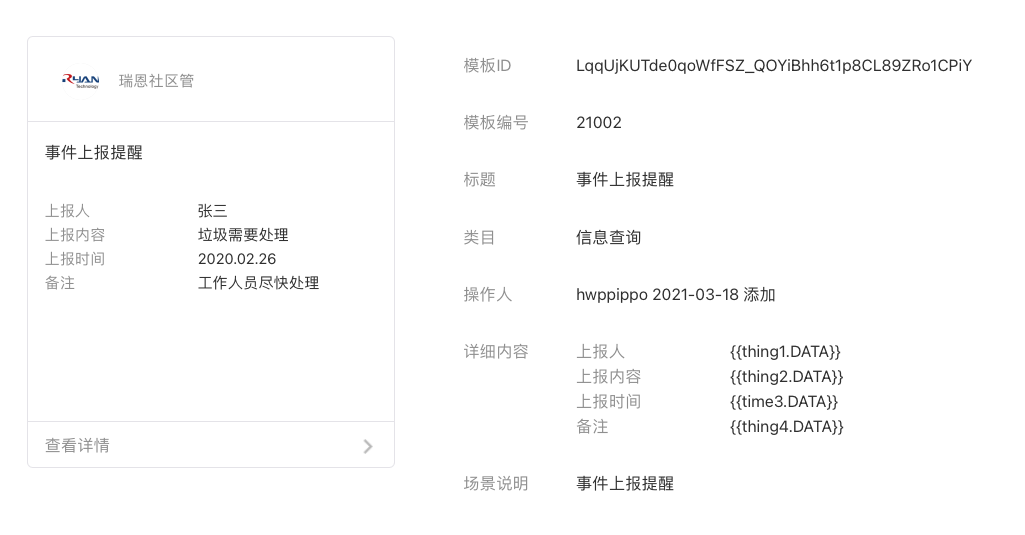 RYAN
Technology
瑞恩社区管
事件上报提醒
上报人 张三
上报内容 垃圾需要处理
上报时间 2020.02.26
备注 工作人员尽快处理
查看详情
模板ID LqqUjKUTde0qoWfFSZ_QOYiBhh6t1p8CL89ZRo1CPiY
模板编号 21002
标题 事件上报提醒
类目 信息查询
操作人 hwppippo 2021-03-18 添加
详细内容 上报人 {{thing1.DATA}}
上报内容 {{thing2.DATA}}
上报时间 {{time3.DATA}}
备注 {{thing4.DATA}}
场景说明 事件上报提醒